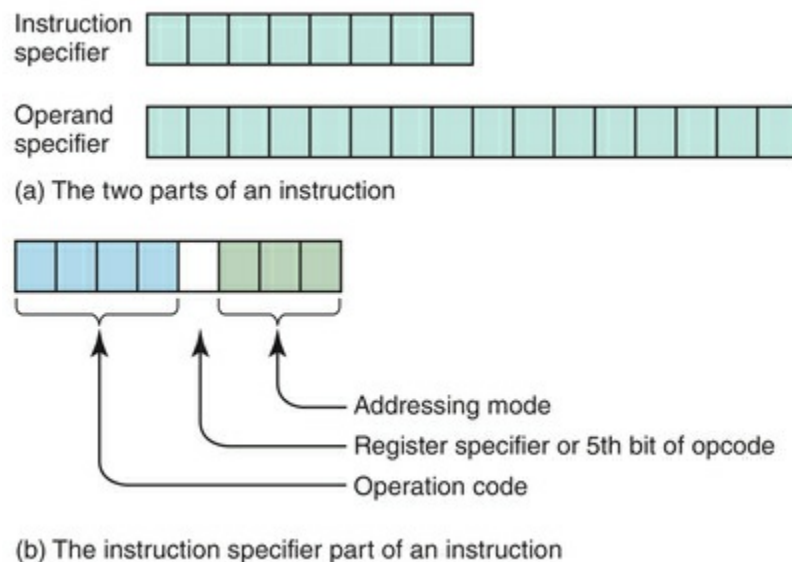 Instruction
specifier
Operand
specifier
(a) The two parts of an instruction
Addressing mode
Register specifier or 5th bit of opcode
Operation code
(b) The instruction specifier part of an instruction